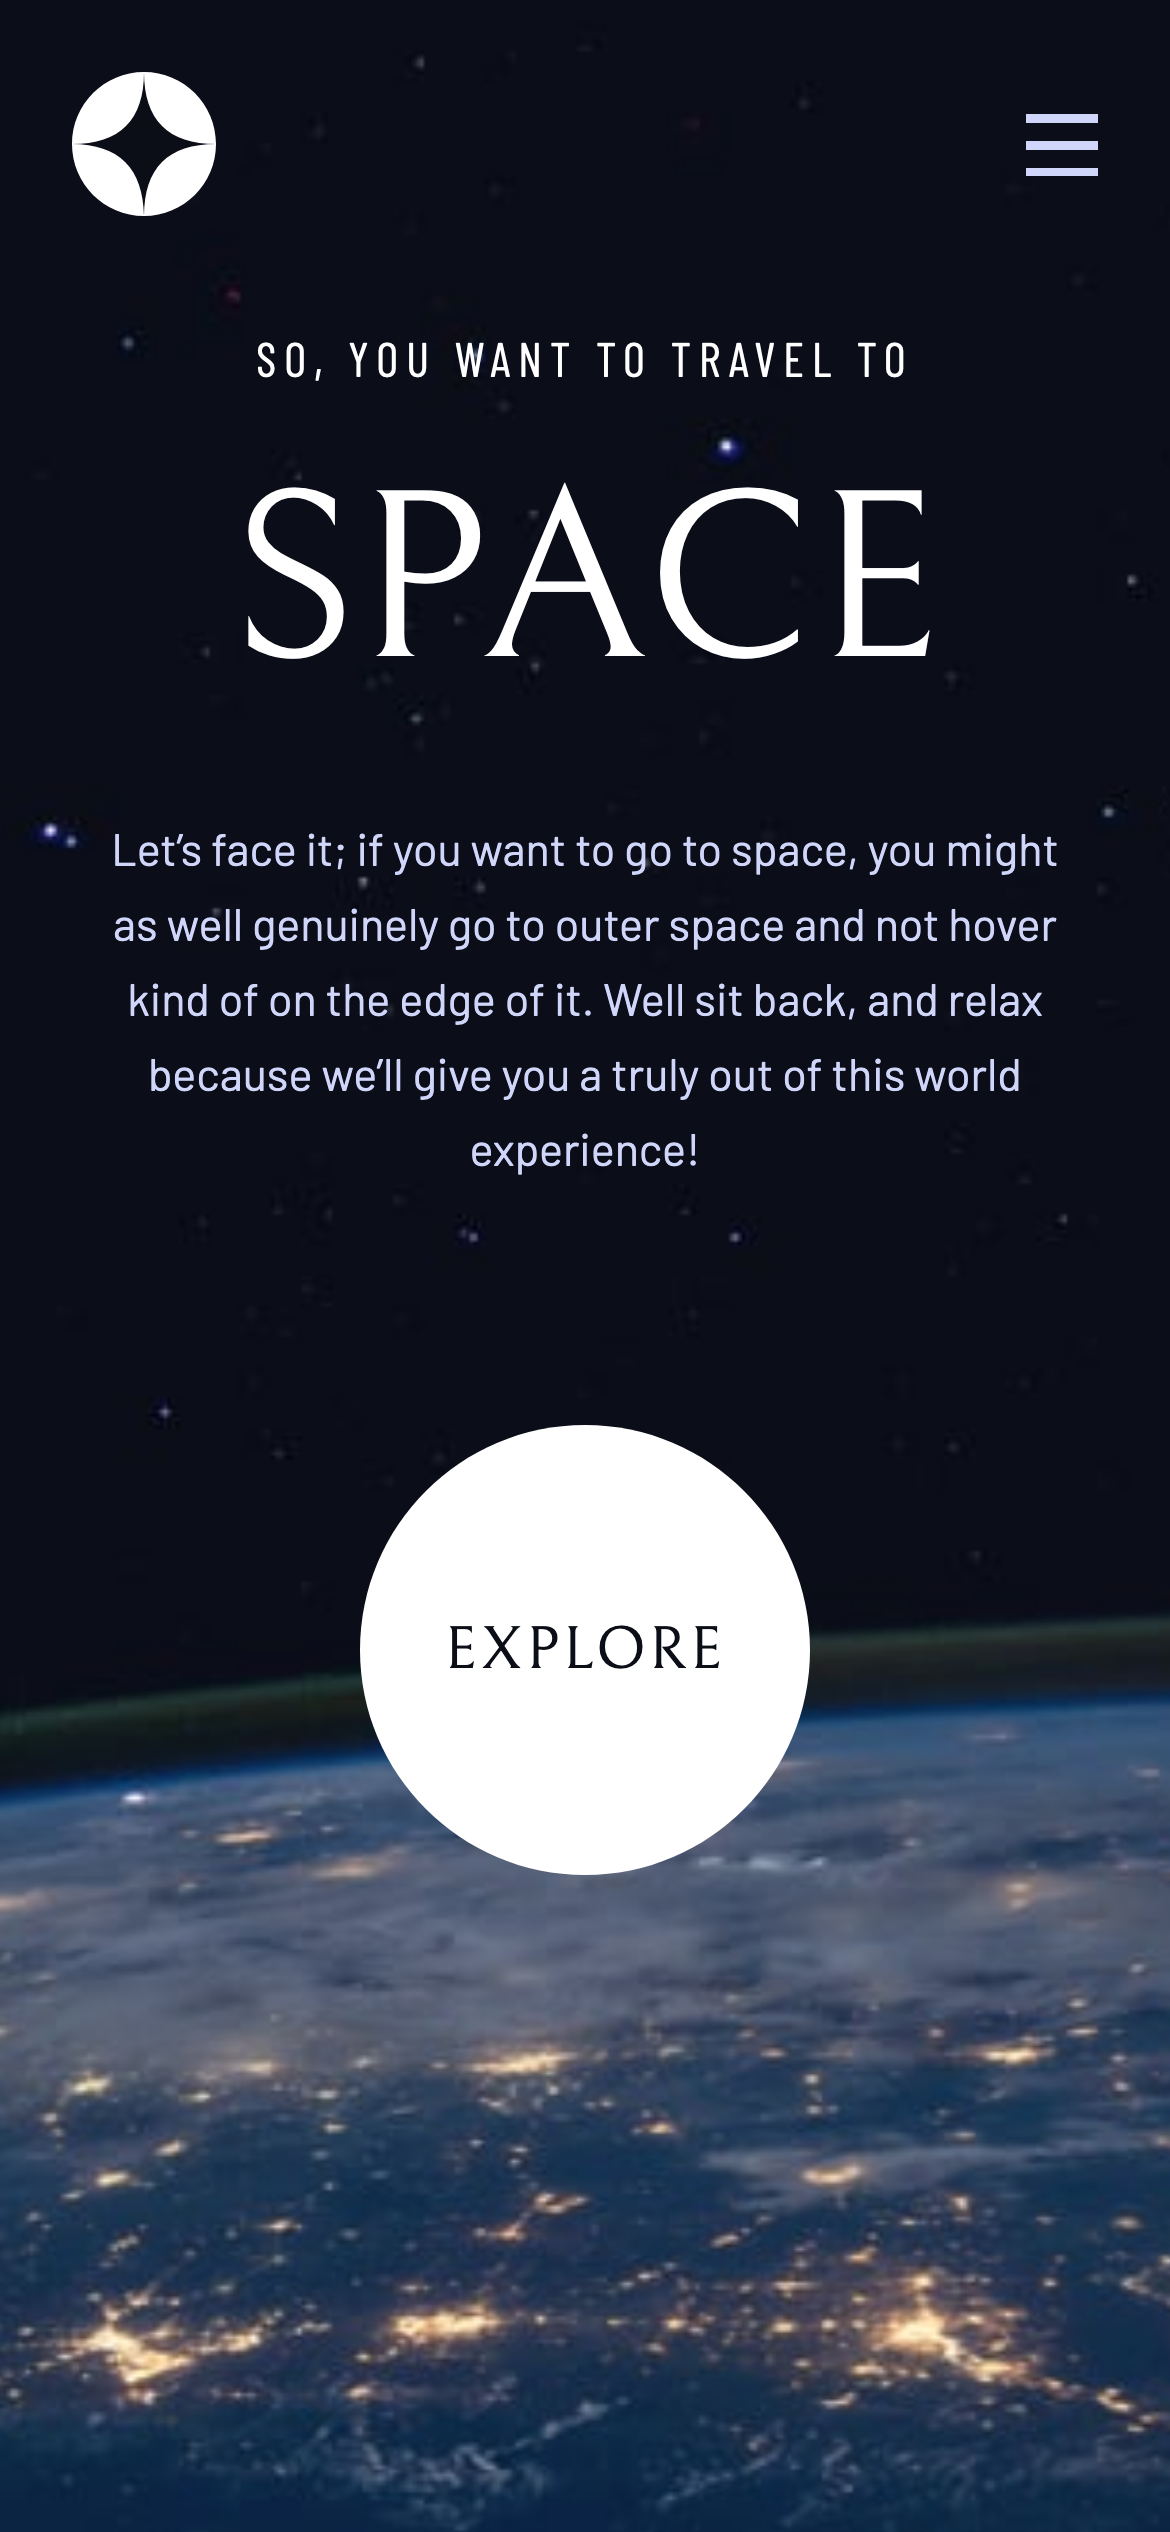 SO, YOU WANT TO TRAVEL TO
SPACE
Let’s face it; if you want to go to space, you might
as well genuinely go to outer space and not hover
kind of on the edge of it. Well sit back, and relax
because we’ll give you a truly out of this world
experience!
EXPLORE